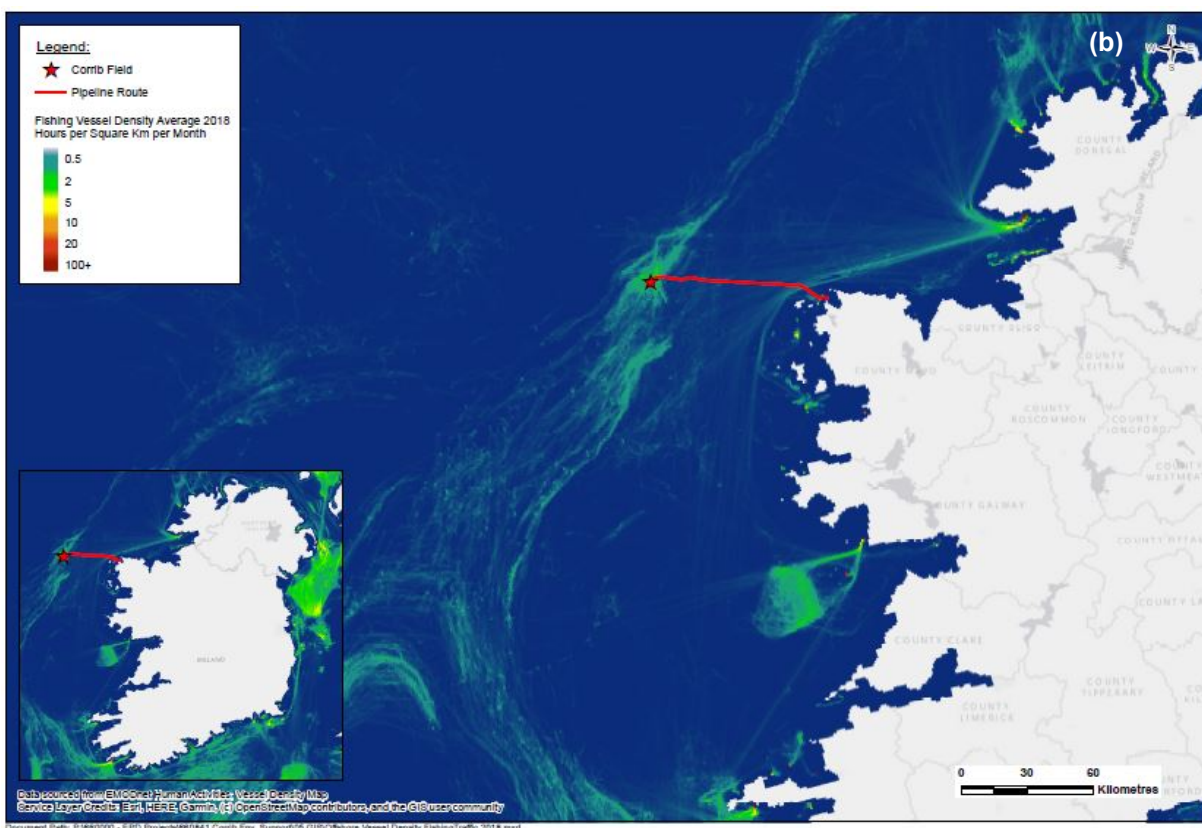 Legend:
Corrib Field
Pipeline Route
Fishing Vessel Density Average 2018
Hours per Square Km per Month
0.5
2
5
10
20
100+
(b)
N
W E
S
COUNTY
DONEGAL
COUNTY SLIGO
COUNTY
LEITRIM
COUNTY MAYO
COUNTY
ROSCOMMON
COUNTY
LONGFORD
COUNTY
WESTMEATH
COUNTY GALWAY
COUNTY CLARE
COUNTY
TIPPERARY
COUNTY
LIMERICK
IRELAND
0 30 60
Kilometres
Data sourced from EMODnet Human Activities, Vessel Density Map
Service Layer Credits: Esri, HERE, Garmin, (c) OpenStreetMap contributors, and the GIS user community